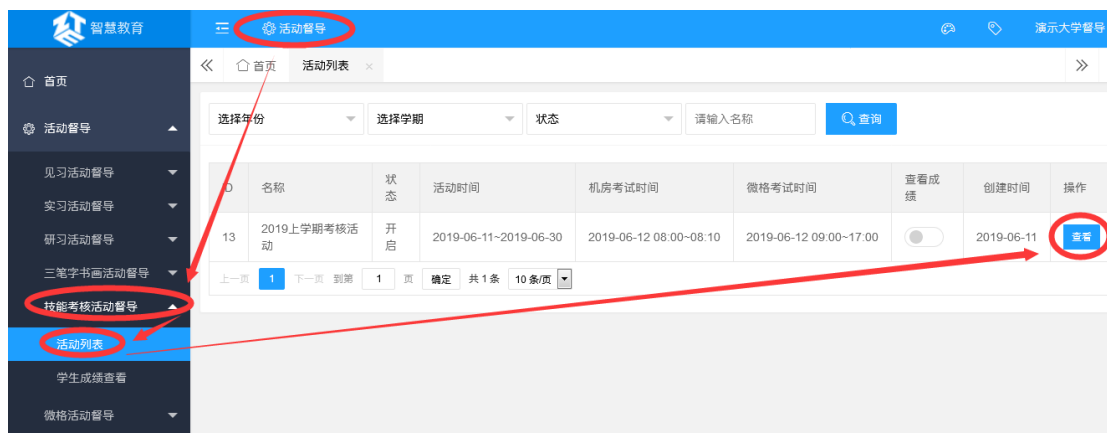 智慧教育
活动督导
演示大学督导
首页
活动督导
见习活动督导
实习活动督导
研习活动督导
三笔字书画活动督导
技能考核活动督导
活动列表
学生成绩查看
微格活动督导
首页 活动列表
选择年份 选择学期 状态 请输入名称 查询
名称 状态 活动时间 机房考试时间 微格考试时间 查看成绩 创建时间 操作
13 2019上学期考核活动 开启 2019-06-11~2019-06-30 2019-06-12 08:00~08:10 2019-06-12 09:00~17:00 2019-06-11 查看
上一页 1 下一页 到第 1 页 确定 共 1 条 10 条/页